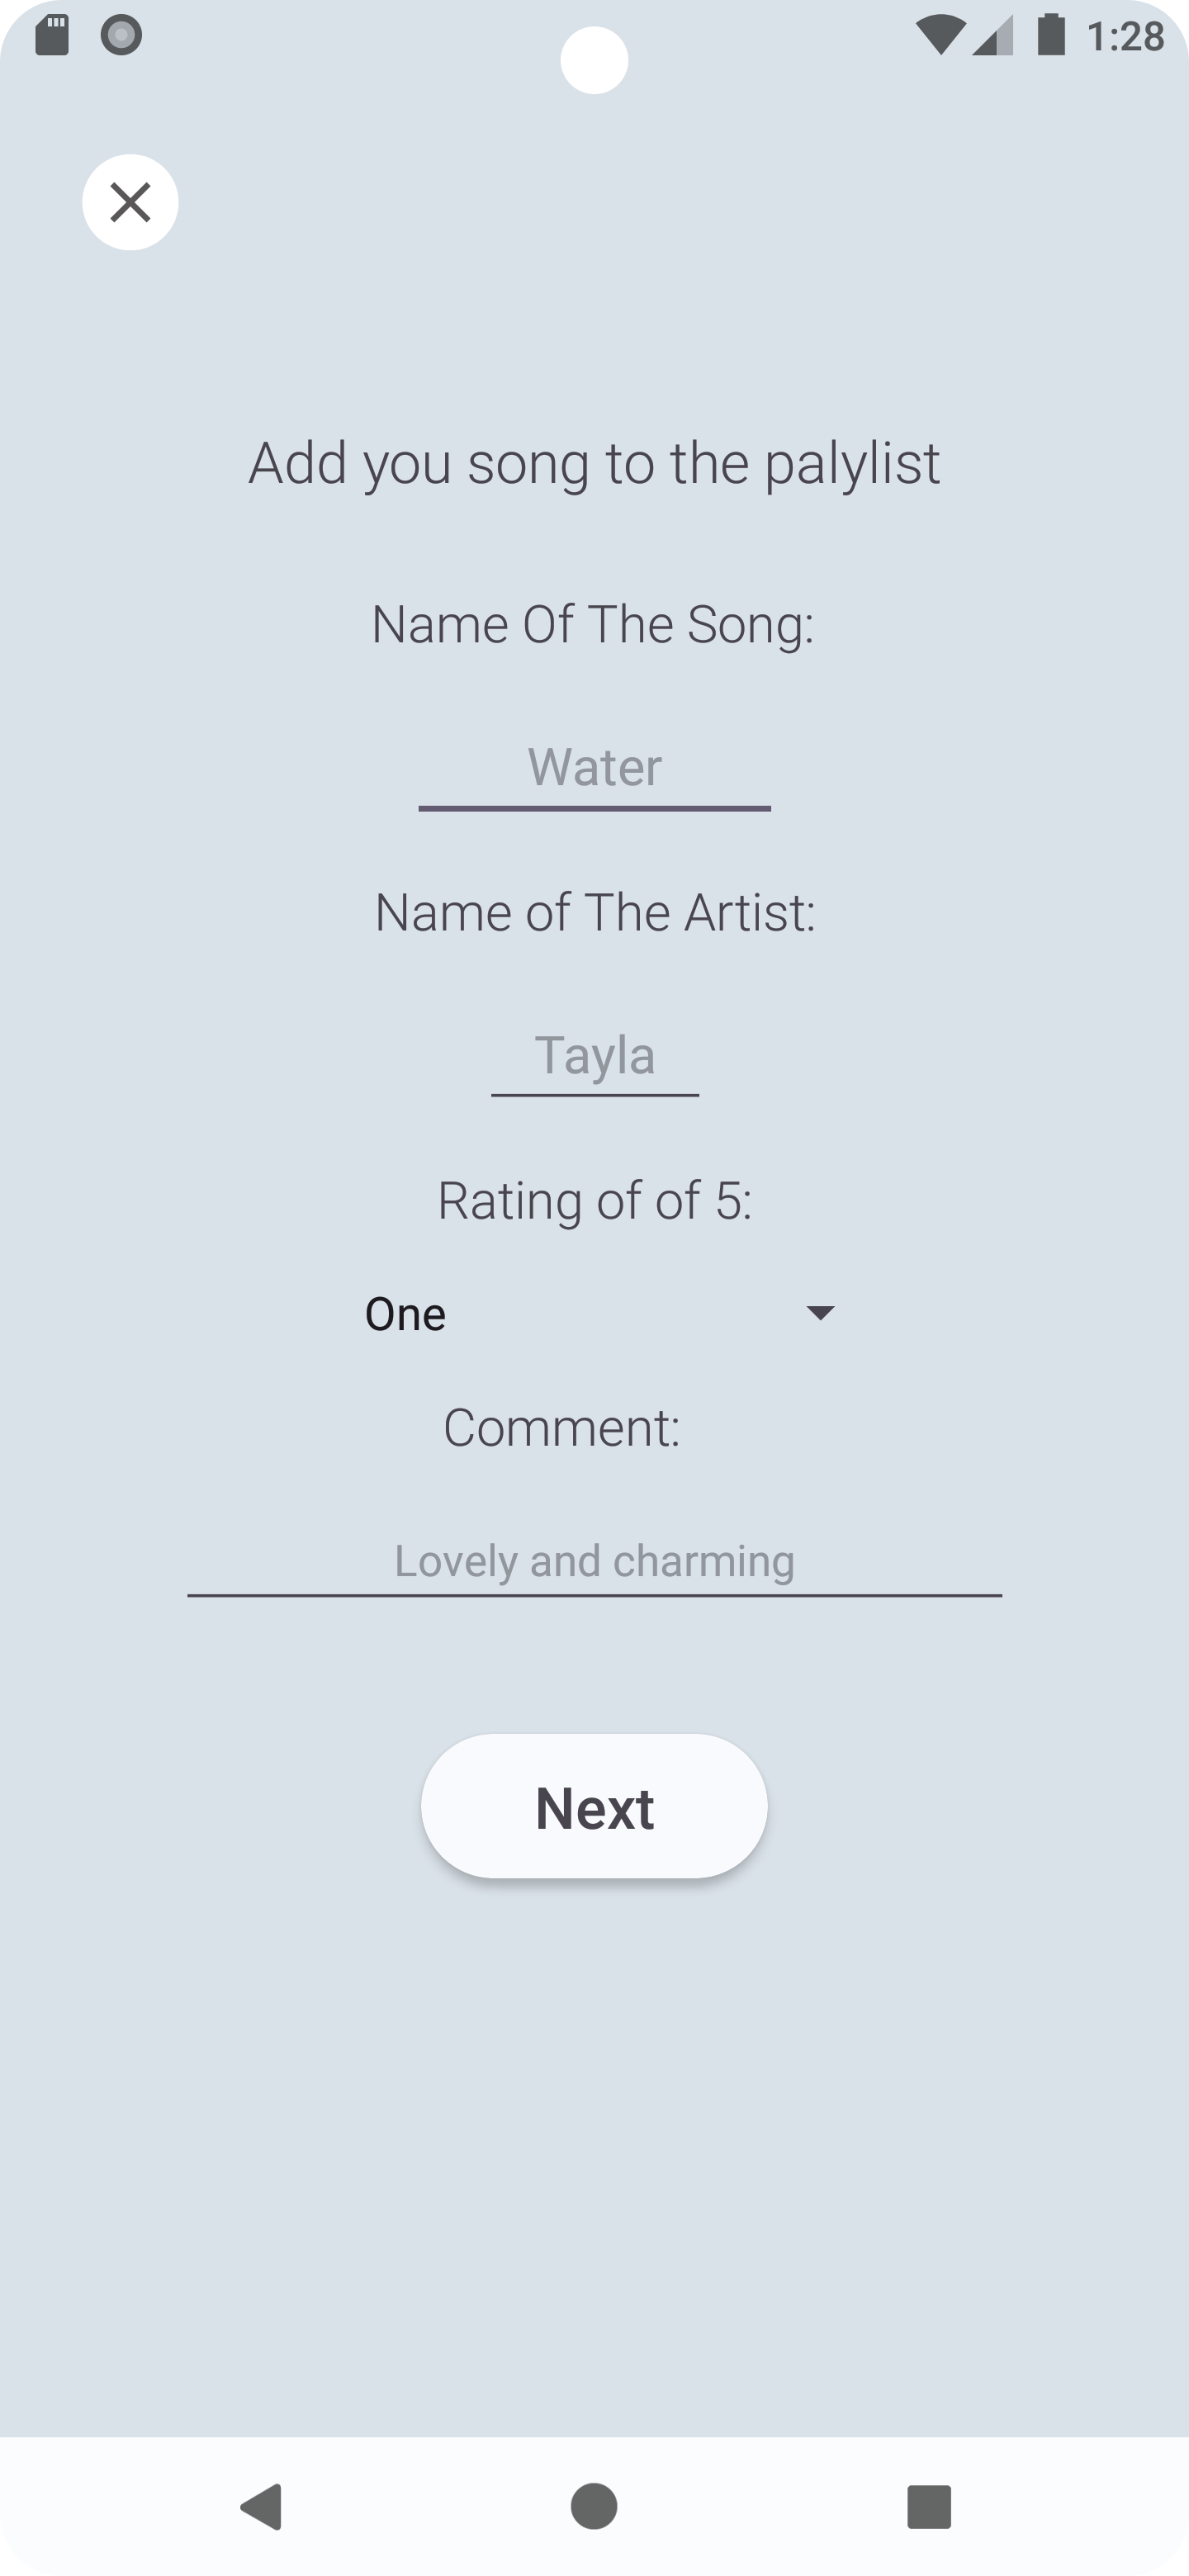 1:28
Add you song to the palylist
Name Of The Song:
Water
Name of The Artist:
Tayla
Rating of of 5:
One
Comment:
Lovely and charming
Next